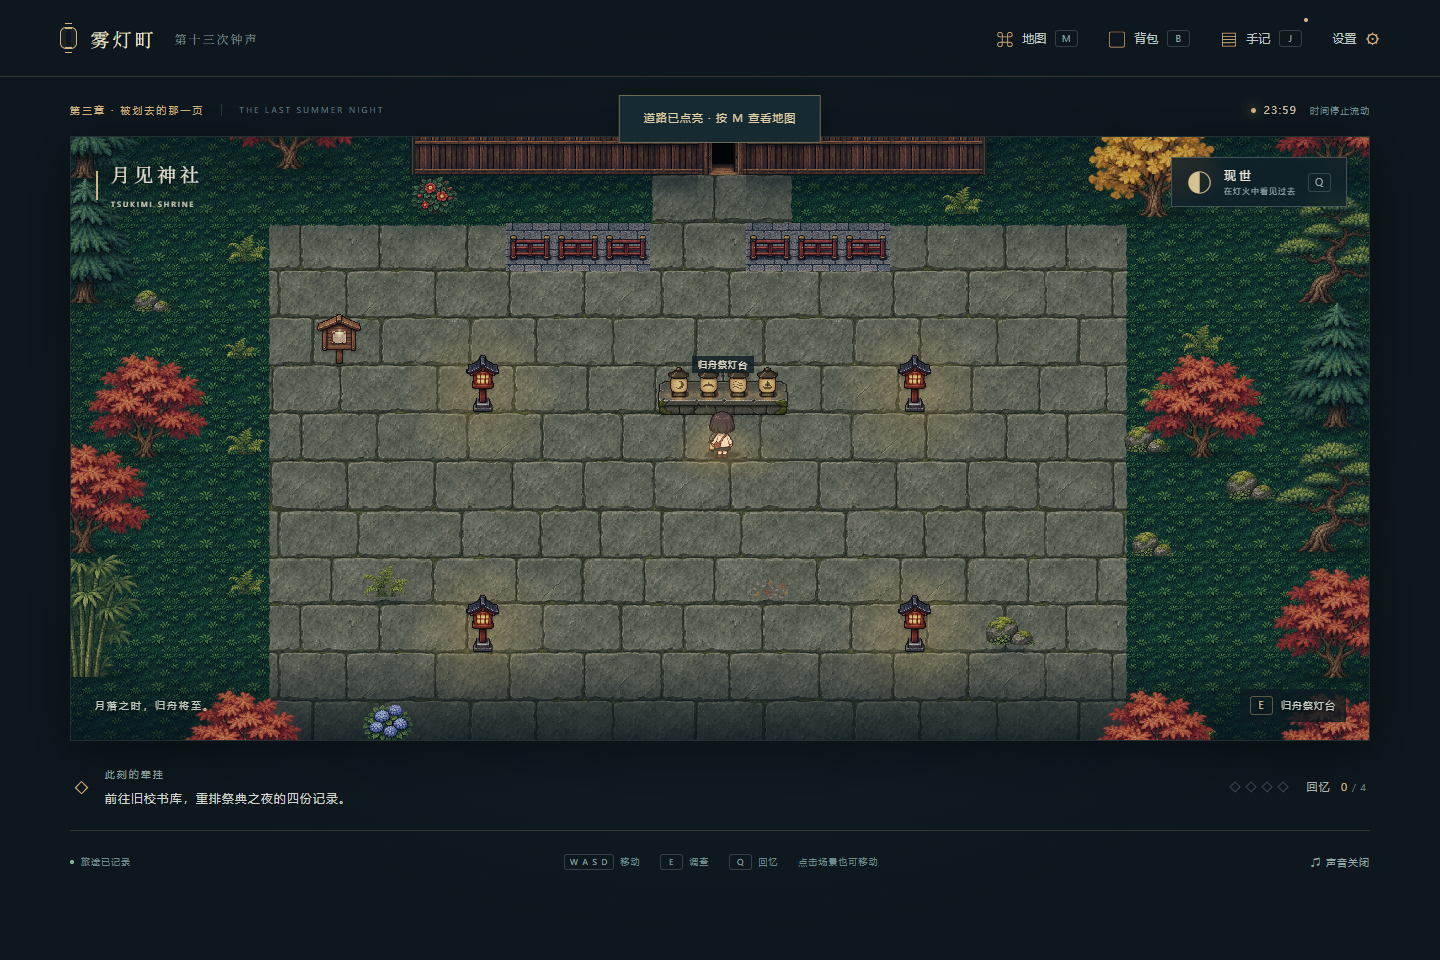 雾灯町 第十三次钟声
地图 M 背包 B 手记 J 设置
第三章 · 被划去的那一页 THE LAST SUMMER NIGHT
道路已点亮 · 按 M 查看地图
23:59 时间停止流动
月见神社
TSUKIMI SHRINE
现世
在灯火中看见过去
Q
归舟祭灯台
月落之时，归舟将至。
E 归舟祭灯台
此刻的牵挂
前往旧校书库，重排祭典之夜的四份记录。
回忆 0 / 4
旅途已记录
WASD 移动 E 调查 Q 回忆 点击场景也可移动
声音关闭